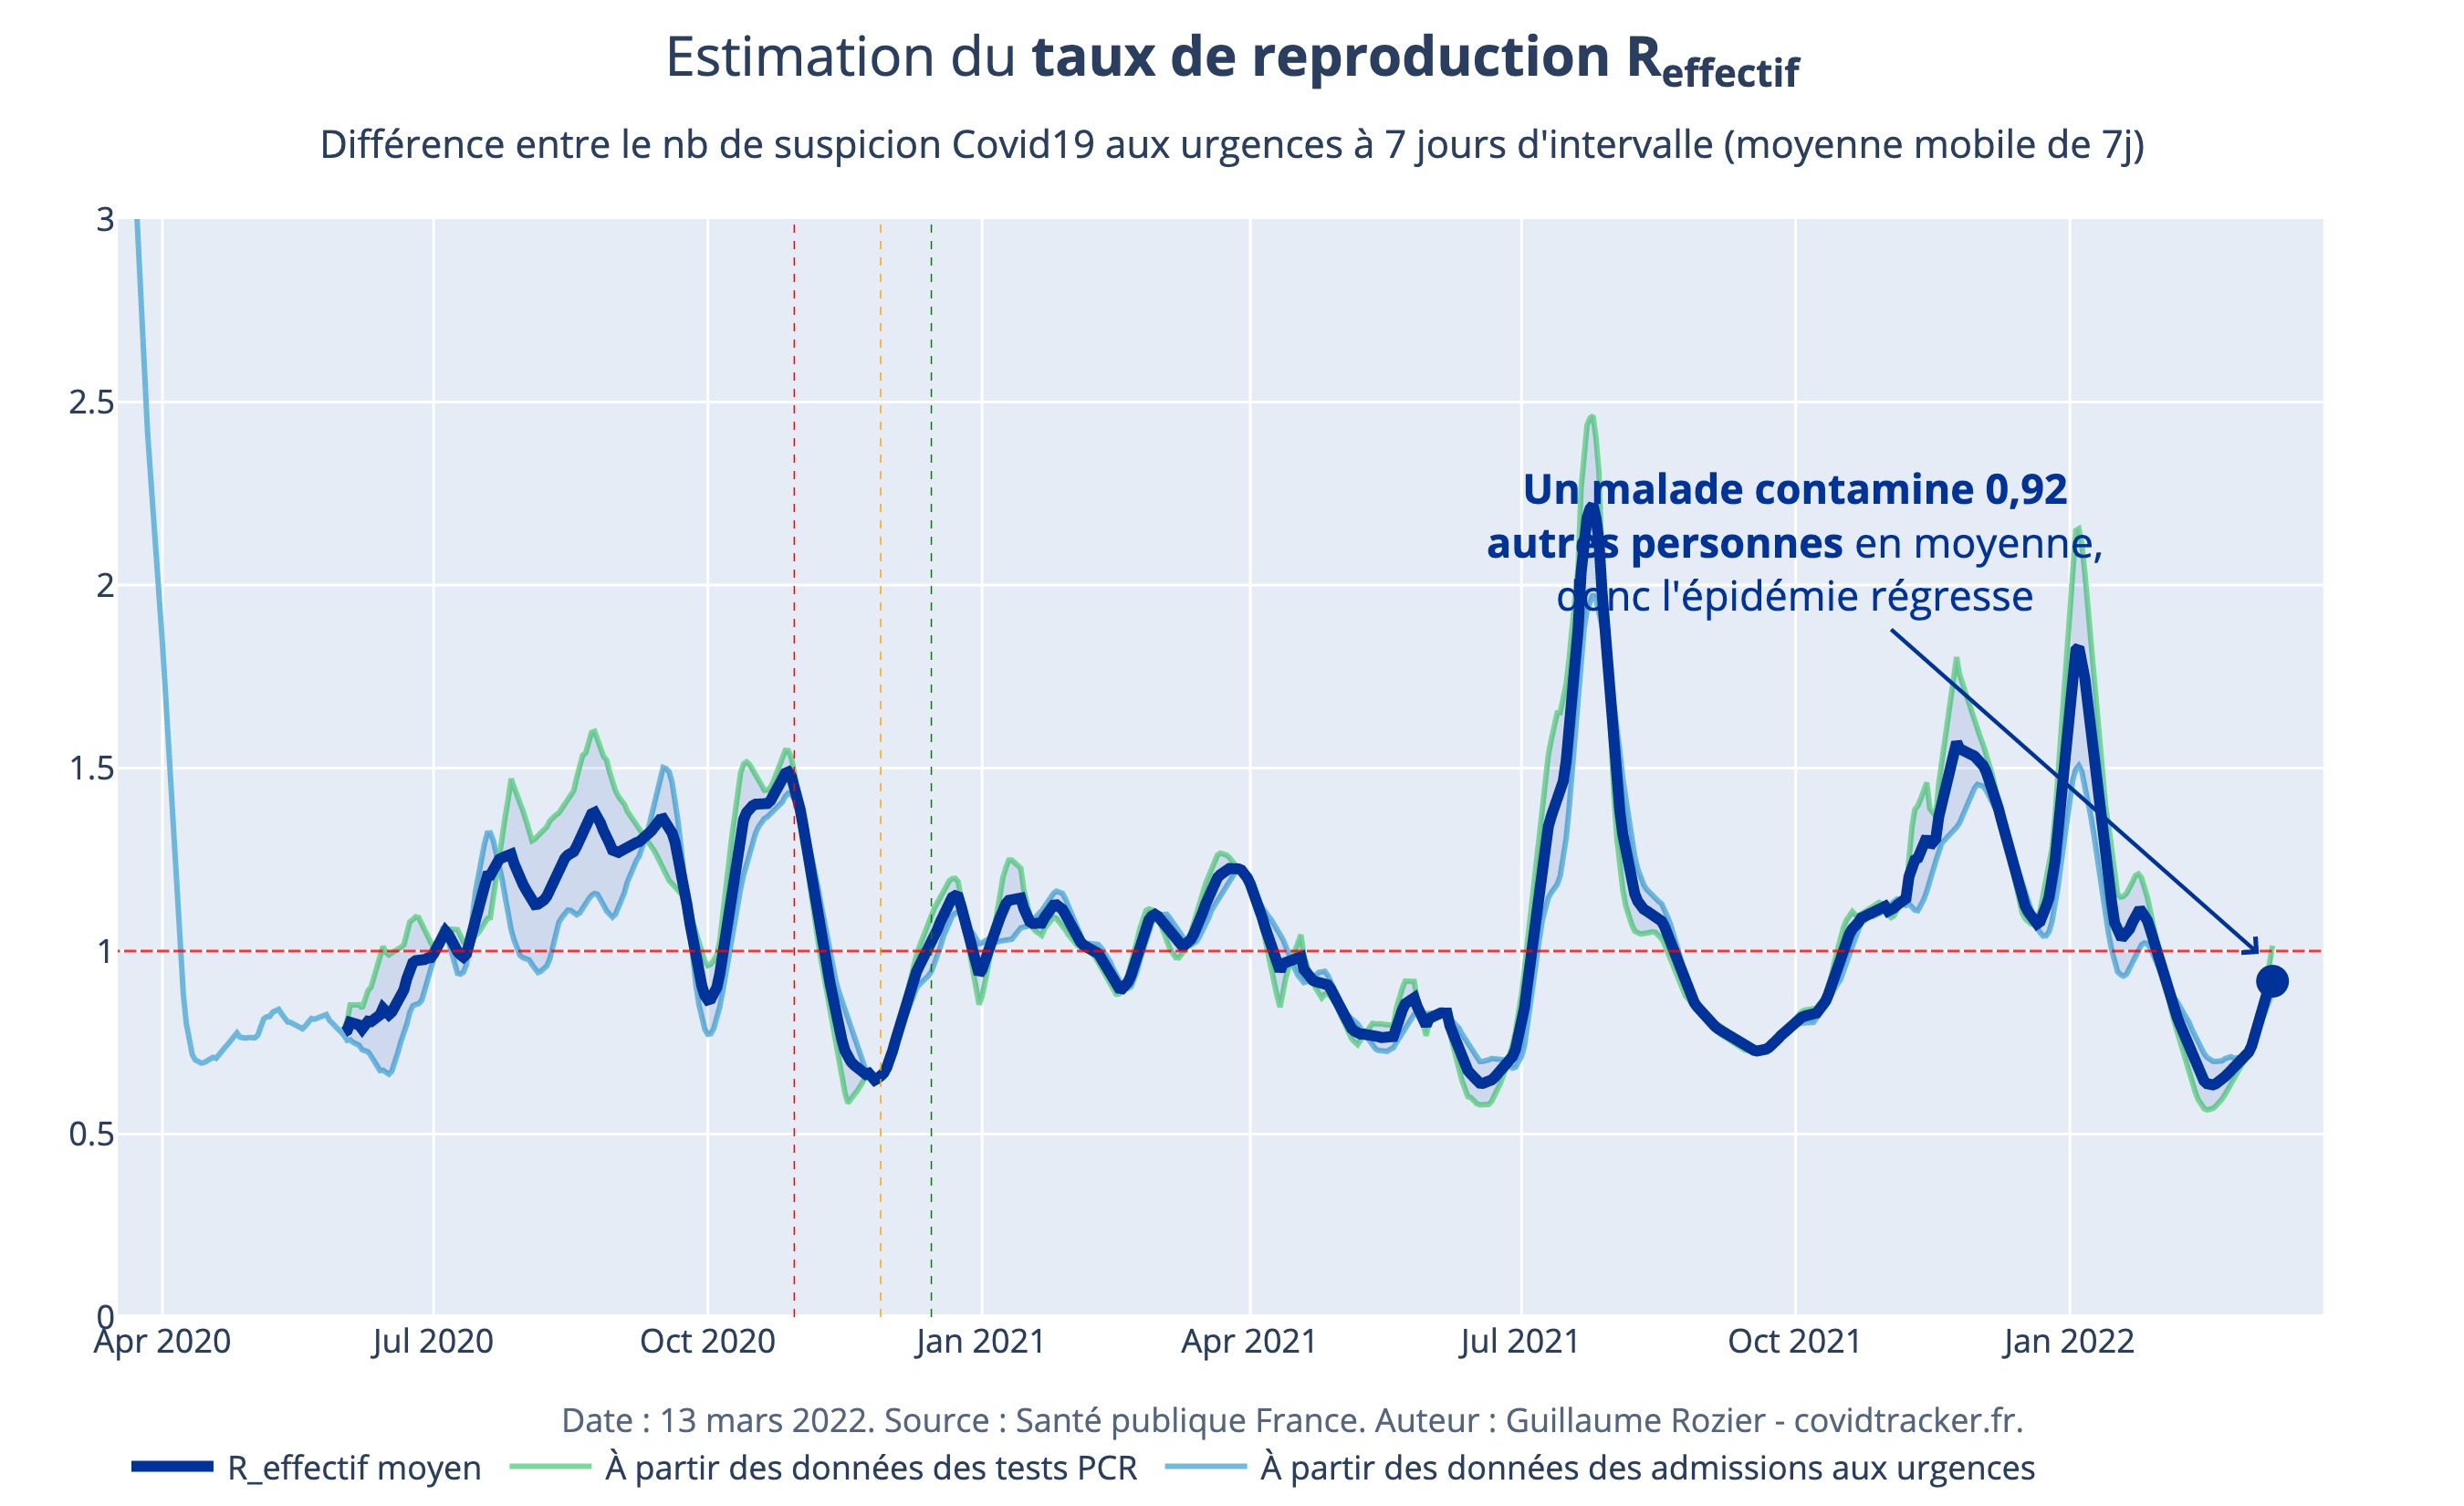 Estimation du taux de reproduction Reffectif
Différence entre le nb de suspicion Covid19 aux urgences à 7 jours d'intervalle (moyenne mobile de 7j)
3
2.5
2
1.5
1
0.5
0
Un malade contamine 0,92
autres personnes en moyenne,
donc l'épidémie régresse
Apr 2020
Jul 2020
Oct 2020
Jan 2021
Apr 2021
Jul 2021
Oct 2021
Jan 2022
Date : 13 mars 2022. Source : Santé publique France. Auteur : Guillaume Rozier - covidtracker.fr.
R_effectif moyen
À partir des données des tests PCR
À partir des données des admissions aux urgences